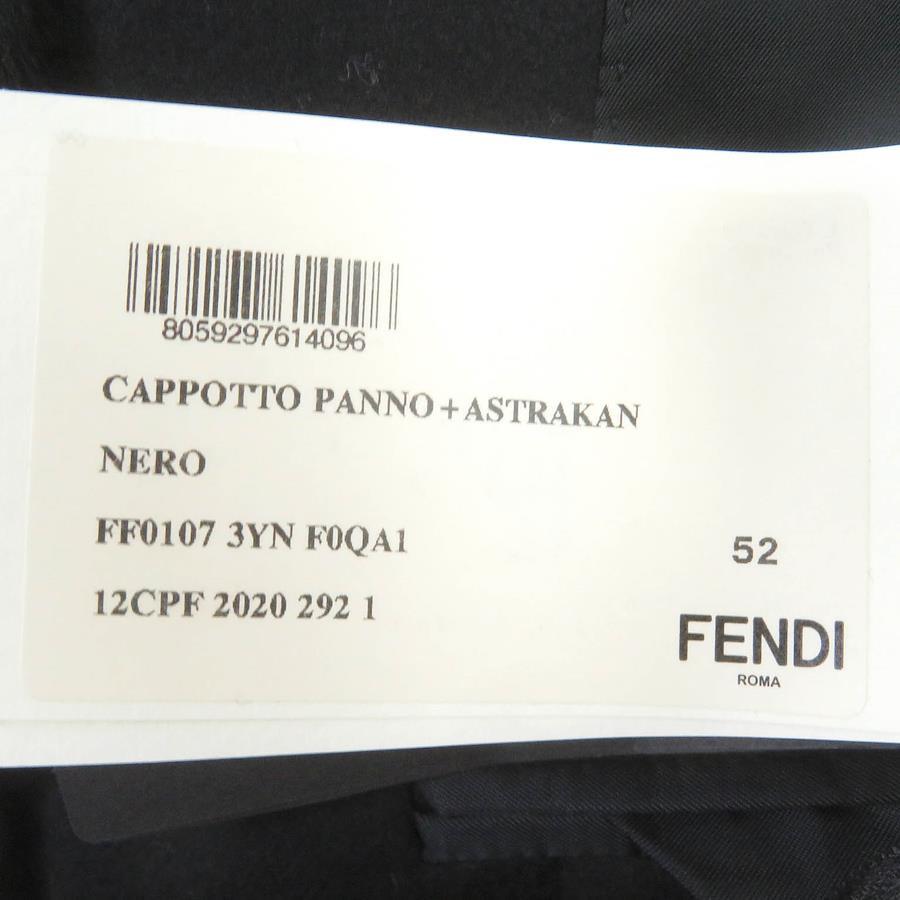 8059297614096
CAPPOTTO PANNO+ASTRAKAN
NERO
FF0107 3YN F0QA1
12CPF 2020 292 1
52
FENDI
ROMA